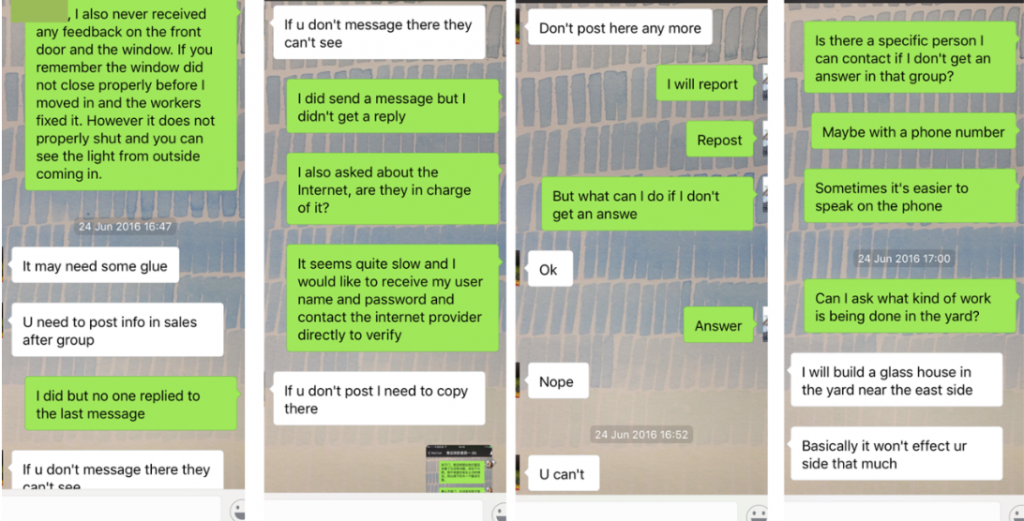 , I also never received
any feedback on the front
door and the window. If you
remember the window did
not close properly before I
moved in and the workers
fixed it. However it does not
properly shut and you can
see the light from outside
coming in.
24 Jun 2016 16:47
It may need some glue
U need to post info in sales
after group
I did but no one replied to
the last message
If u don't message there they
can't see
If u don't message there they
can't see
I did send a message but I
didn't get a reply
I also asked about the
Internet, are they in charge
of it?
It seems quite slow and I
would like to receive my user
name and password and
contact the internet provider
directly to verify
If u don't post I need to copy
there
Don't post here any more
I will report
Repost
But what can I do if I don't
get an answe
Ok
Answer
Nope
24 Jun 2016 16:52
U can't
Is there a specific person I
can contact if I don't get an
answer in that group?
Maybe with a phone number
Sometimes it's easier to
speak on the phone
24 Jun 2016 17:00
Can I ask what kind of work
is being done in the yard?
I will build a glass house in
the yard near the east side
Basically it won't effect ur
side that much